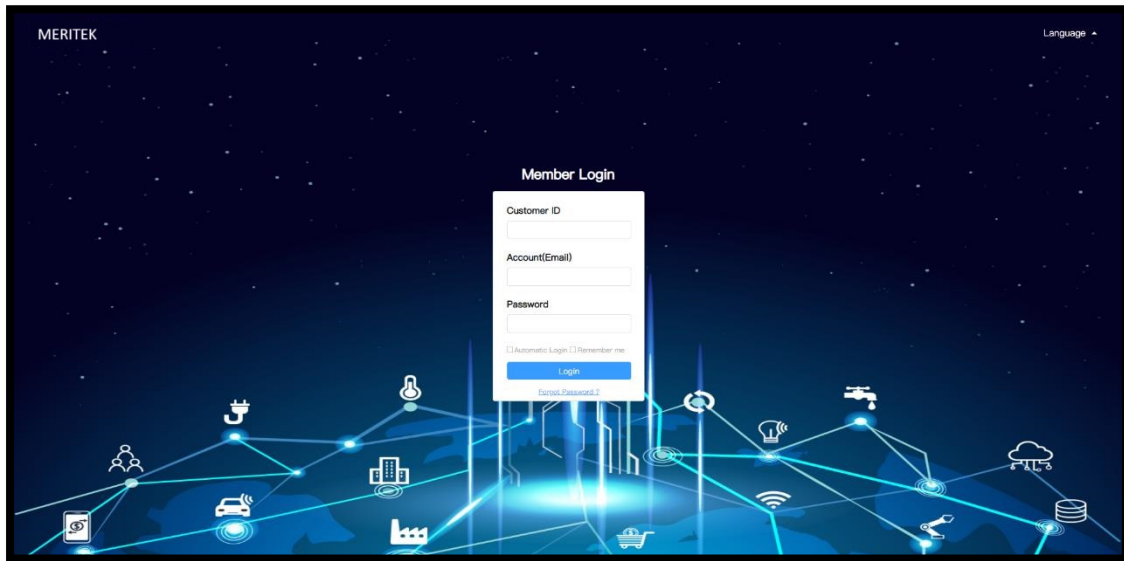 MERITEK
Language
Member Login
Customer ID
Account(Email)
Password
Automatic Login Remember me
Login
Forgot Password ?